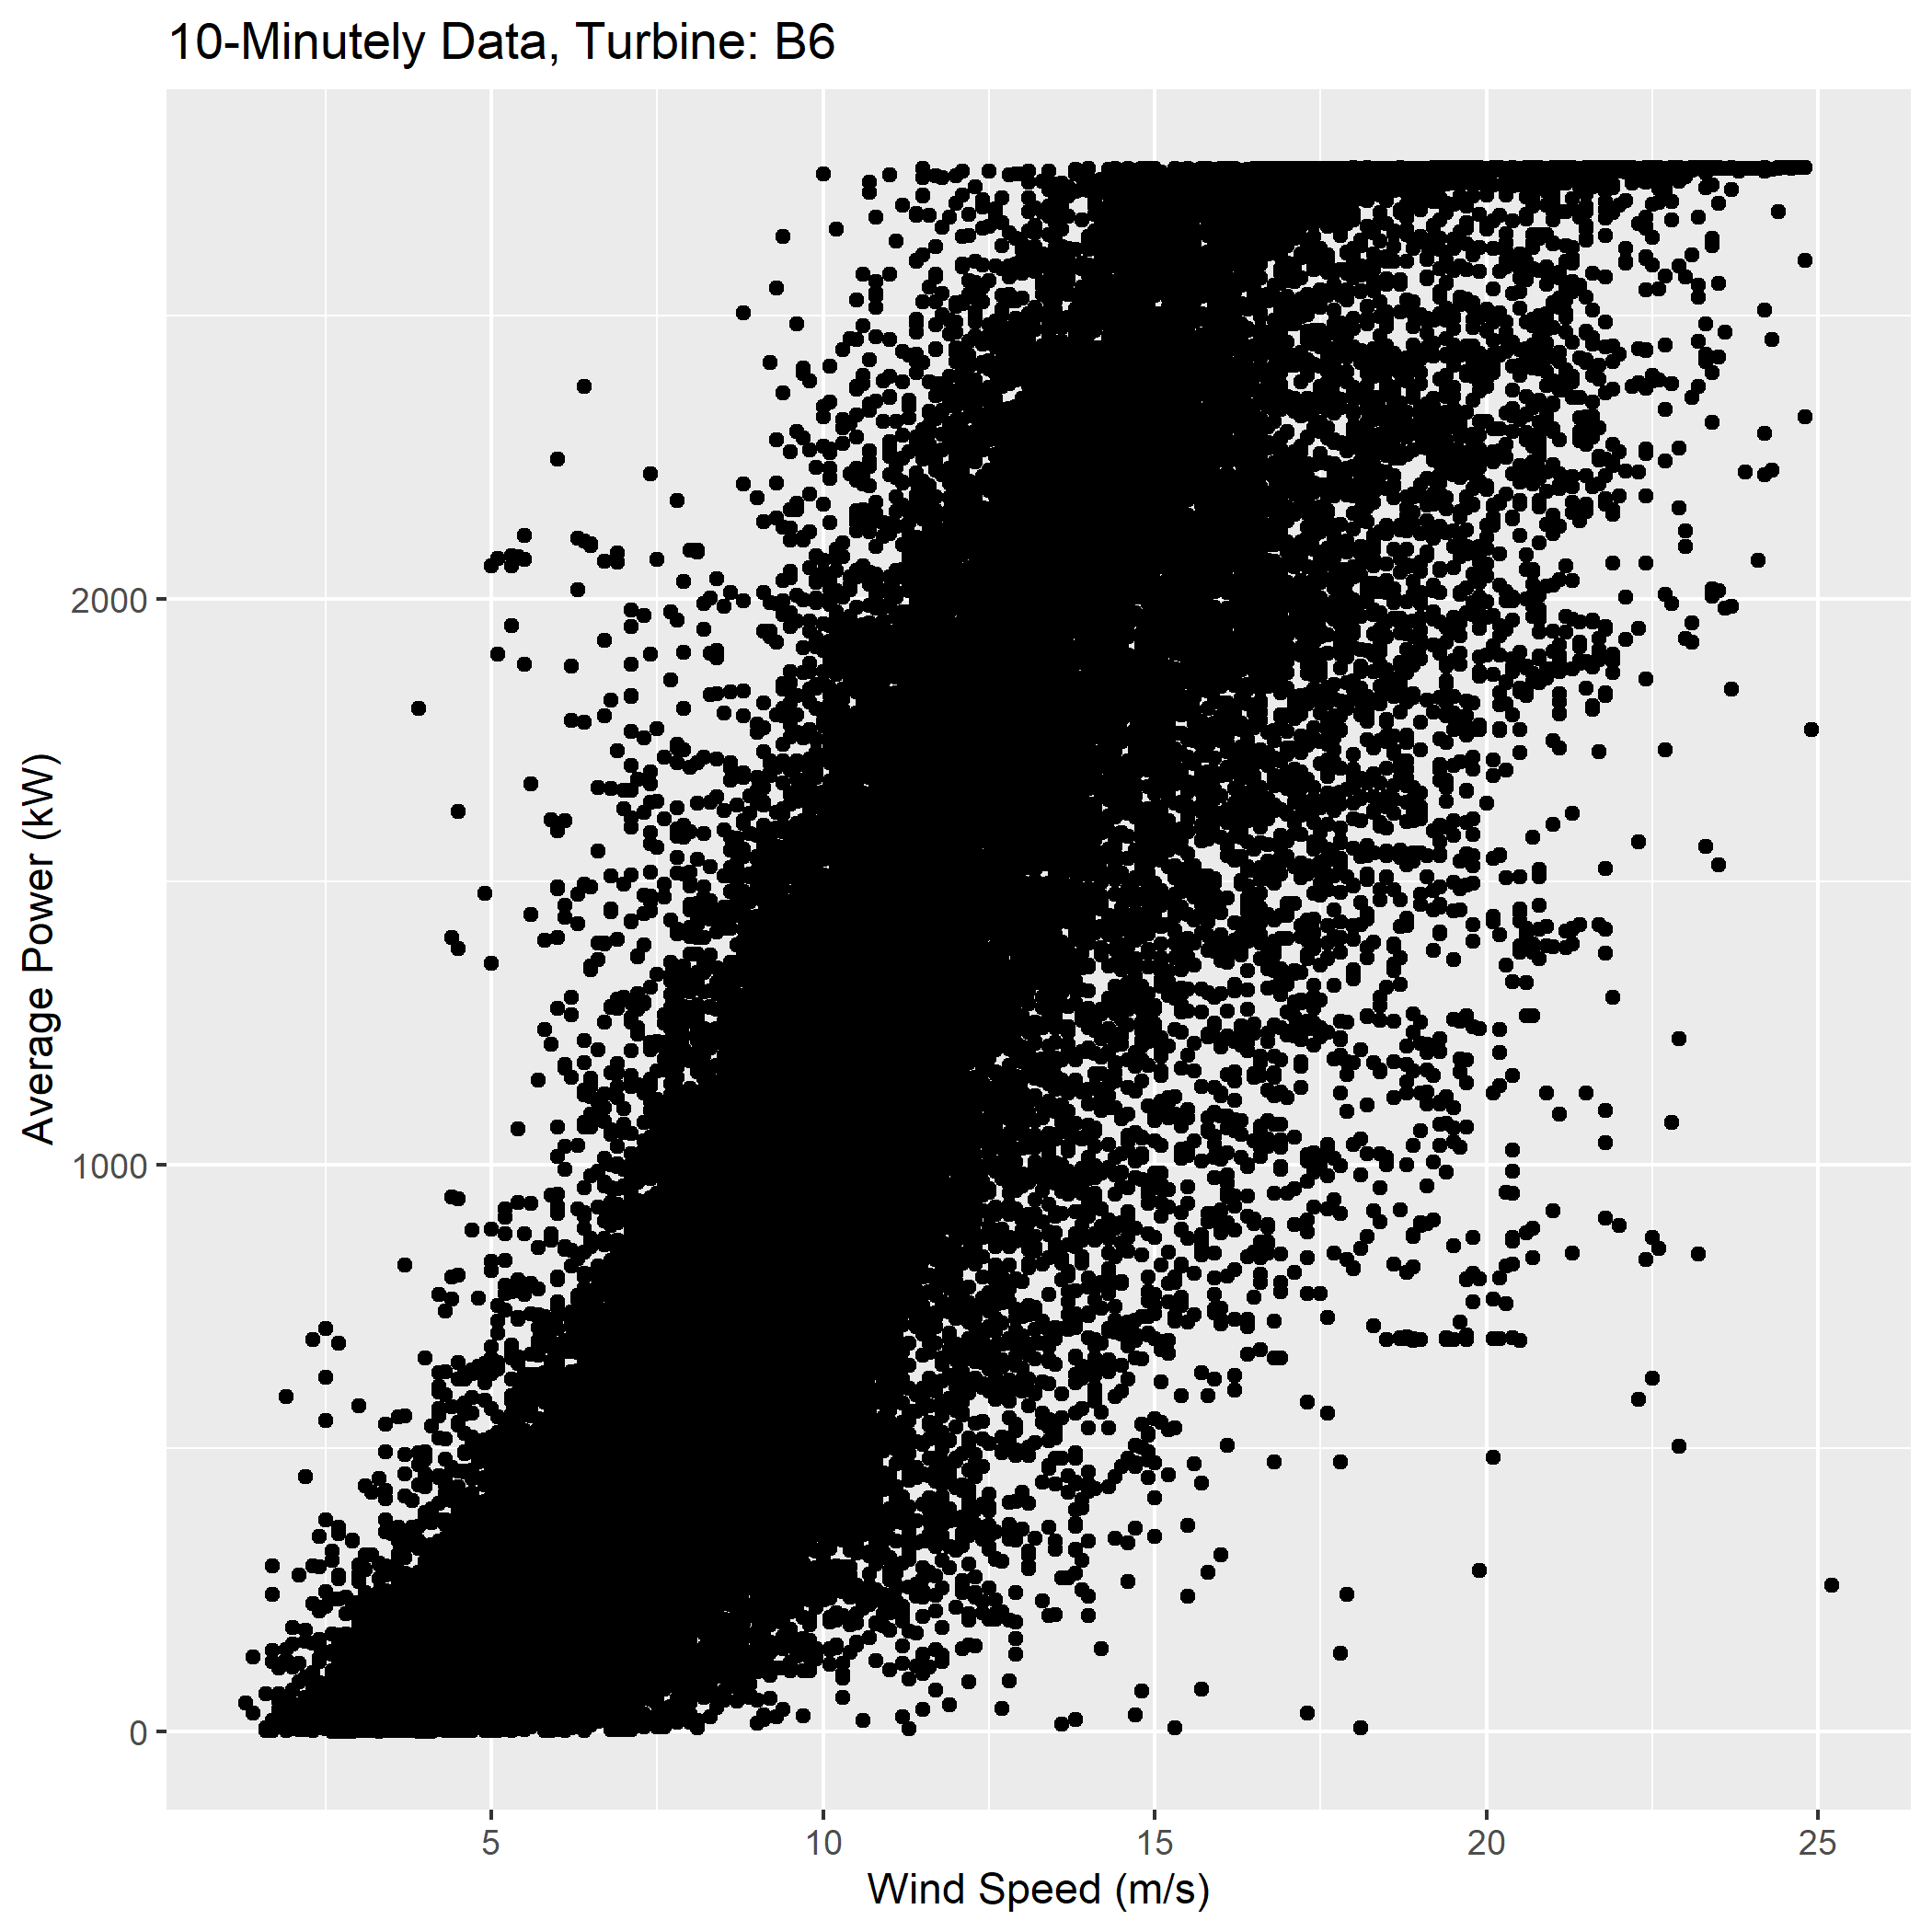 10-Minutely Data, Turbine: B6
Average Power (kW)
2000
1000
0
5 10 15 20 25
Wind Speed (m/s)